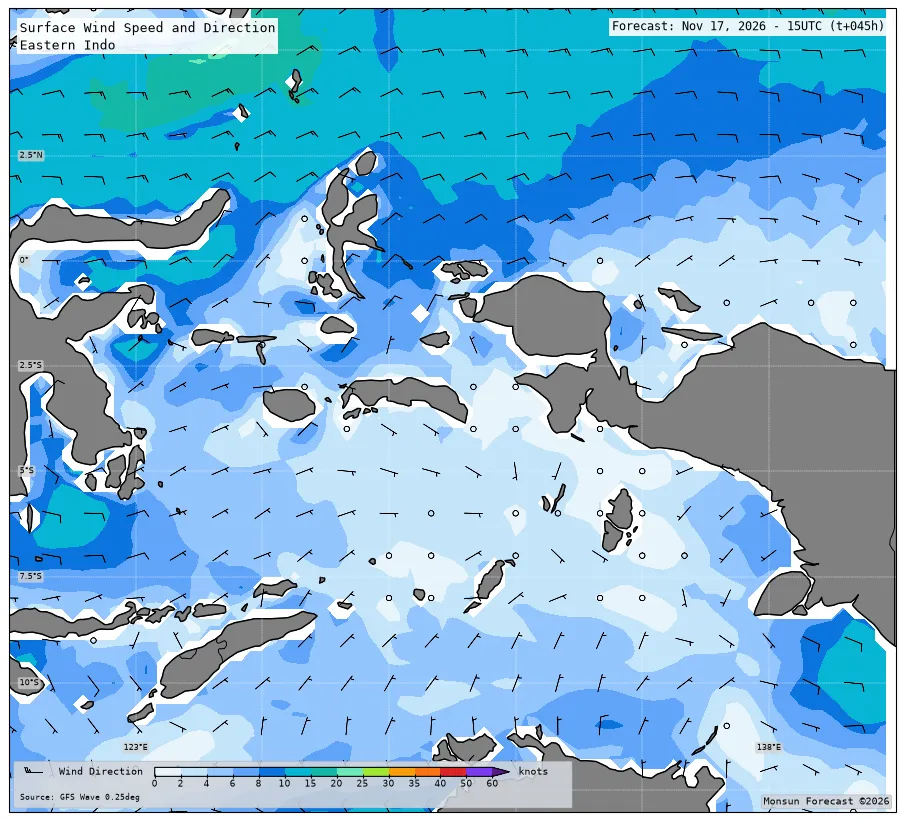 Surface Wind Speed and Direction
Eastern Indo
Forecast: Nov 17, 2026 - 15UTC (t+045h)
2.5°N
0°
2.5°S
5°S
7.5°S
10°S
123°E
138°E
Wind Direction
knots
0 2 4 6 8 10 15 20 25 30 35 40 50 60
Source: GFS Wave 0.25deg
Monsun Forecast ©2026